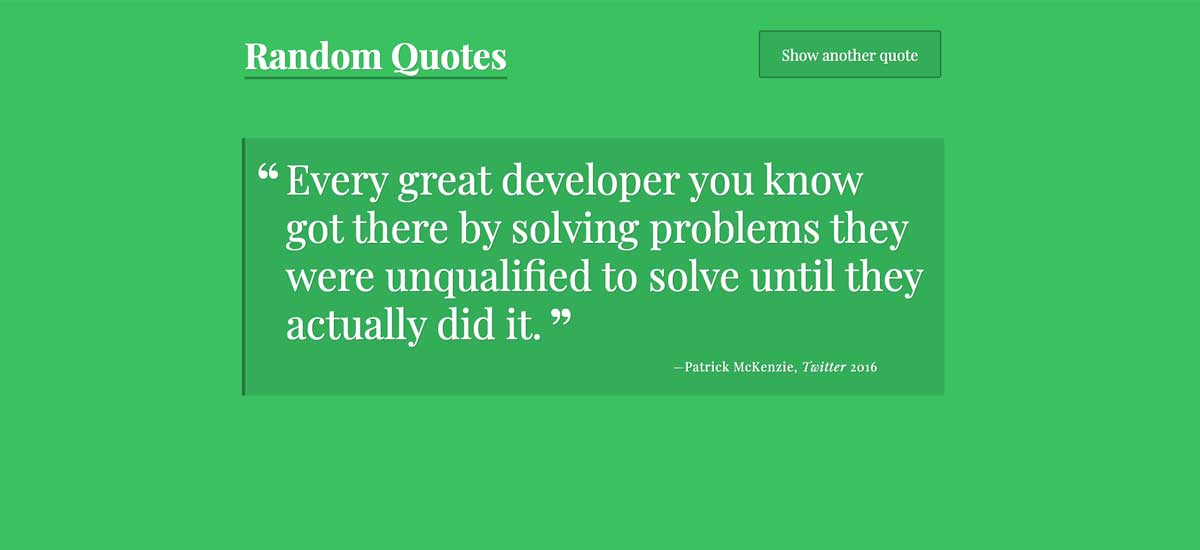 Random Quotes
Show another quote
“ Every great developer you know
got there by solving problems they
were unqualified to solve until they
actually did it. ”
—Patrick McKenzie, Twitter 2016